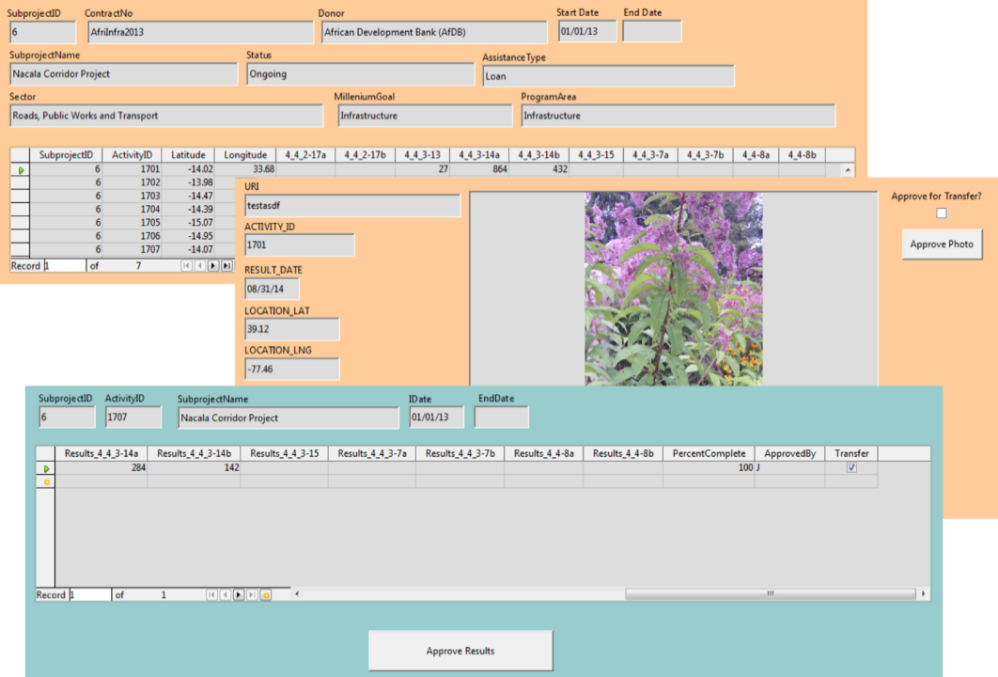 SubprojectID ContractNo Donor Start Date End Date
6 AfriInfra2013 African Development Bank (AfDB) 01/01/13
SubprojectName Status AssistanceType
Nacala Corridor Project Ongoing Loan
Sector MilleniumGoal ProgramArea
Roads, Public Works and Transport Infrastructure Infrastructure
SubprojectID ActivityID Latitude Longitude 4_4_2-17a 4_4_2-17b 4_4_3-13 4_4_3-14a 4_4_3-14b 4_4_3-15 4_4_3-7a 4_4_3-7b 4_4-8a 4_4-8b
6 1701 -14.02 33.68 27 864 432
6 1702 -13.98
6 1703 -14.47
6 1704 -14.39
6 1705 -15.07
6 1706 -14.95
6 1707 -14.07
Record 1 of 7
URI
testasdf
ACTIVITY_ID
1701
RESULT_DATE
08/31/14
LOCATION_LAT
39.12
LOCATION_LNG
-77.46
Approve for Transfer?
Approve Photo
SubprojectID ActivityID SubprojectName IDate EndDate
6 1707 Nacala Corridor Project 01/01/13
Results_4_4_3-14a Results_4_4_3-14b Results_4_4_3-15 Results_4_4_3-7a Results_4_4_3-7b Results_4_4-8a Results_4_4-8b PercentComplete ApprovedBy Transfer
284 142 100 J
Record 1 of 1
Approve Results